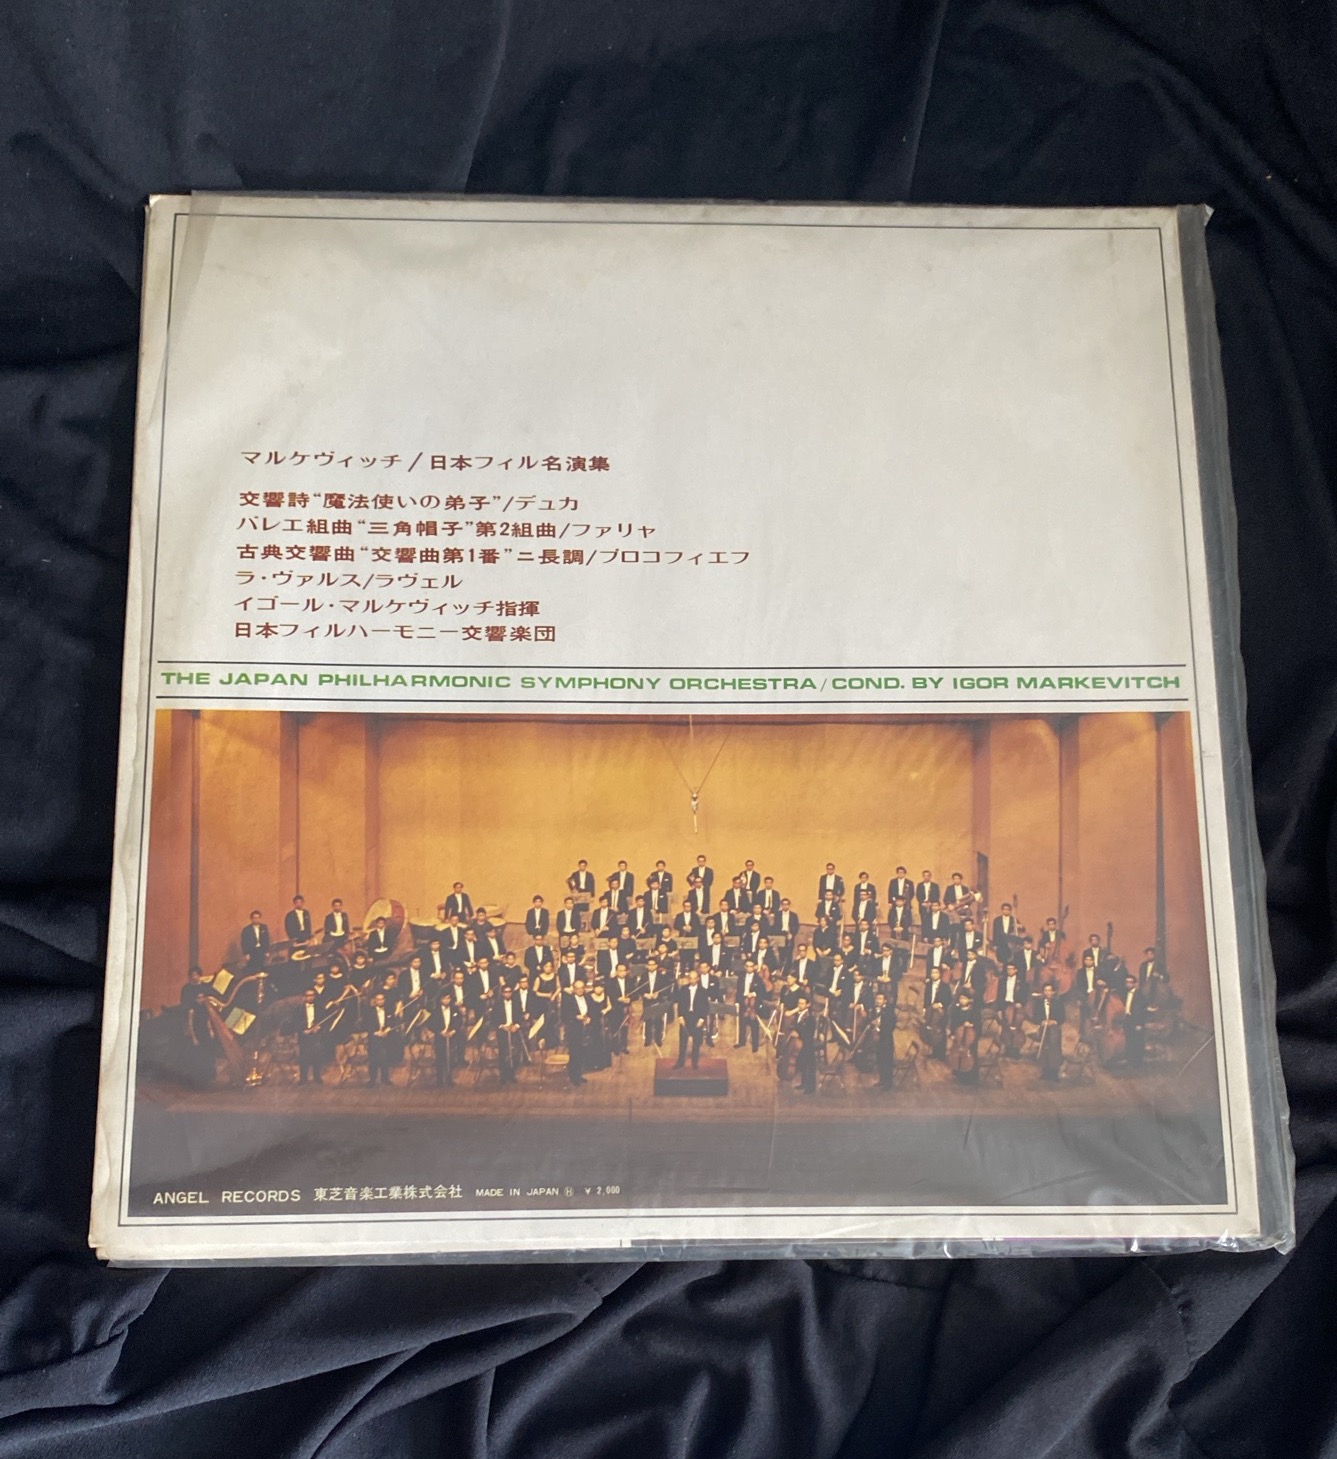 マルケヴィッチ/日本フィル名演集
交響詩“魔法使いの弟子”/デュカ
バレエ組曲“三角帽子”第2組曲/ファリャ
古典交響曲“交響曲第1番”ニ長調/プロコフィエフ
ラ・ヴァルス/ラヴェル
イゴール・マルケヴィッチ指揮
日本フィルハーモニー交響楽団
THE JAPAN PHILHARMONIC SYMPHONY ORCHESTRA/COND. BY IGOR MARKEVITCH
ANGEL RECORDS 東芝音楽工業株式会社 MADE IN JAPAN Ⓗ ¥2,000